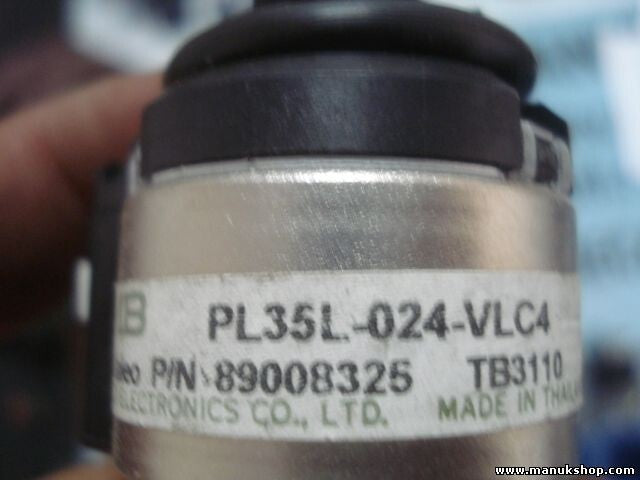 PL35L-024-VLC4
P/N 89008325 TB3110
ELECTRONICS CO., LTD. MADE IN
www.manukshop.com